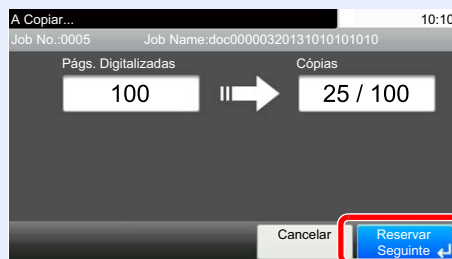 A Copiar... 10:10
Job No.:0005 Job Name:doc00000320131010101010
Págs. Digitalizadas Cópias
100 25 / 100
Cancelar Reservar
Seguinte